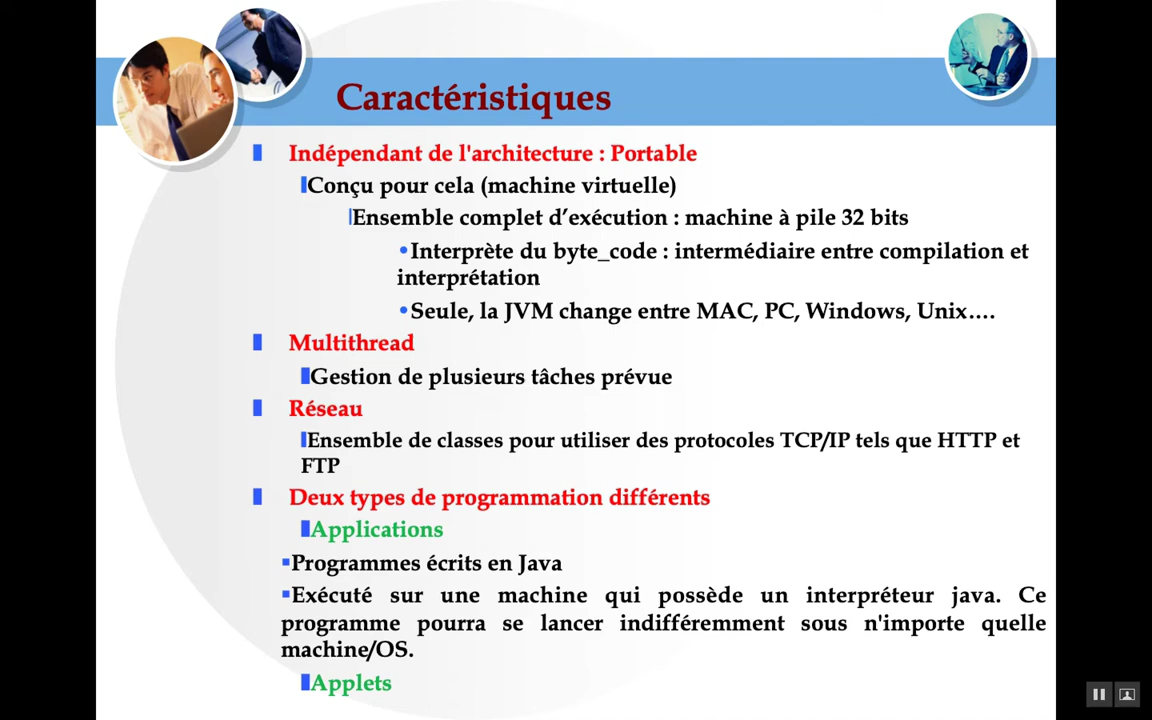 Caractéristiques
Indépendant de l'architecture : Portable
Conçu pour cela (machine virtuelle)
Ensemble complet d’exécution : machine à pile 32 bits
•Interprète du byte_code : intermédiaire entre compilation et
interprétation
•Seule, la JVM change entre MAC, PC, Windows, Unix….
Multithread
Gestion de plusieurs tâches prévue
Réseau
Ensemble de classes pour utiliser des protocoles TCP/IP tels que HTTP et
FTP
Deux types de programmation différents
Applications
▪Programmes écrits en Java
▪Exécuté sur une machine qui possède un interpréteur java. Ce
programme pourra se lancer indifféremment sous n'importe quelle
machine/OS.
Applets